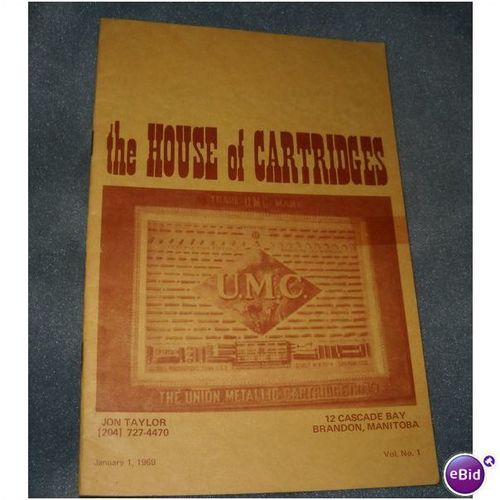 the HOUSE of CARTRIDGES
TRADE U.M.C. MARK
U.M.C.
THE UNION METALLIC CARTRIDGE CO'S
JON TAYLOR
(204) 727-4470
12 CASCADE BAY
BRANDON, MANITOBA
January 1, 1969
Vol. No. 1
eBid